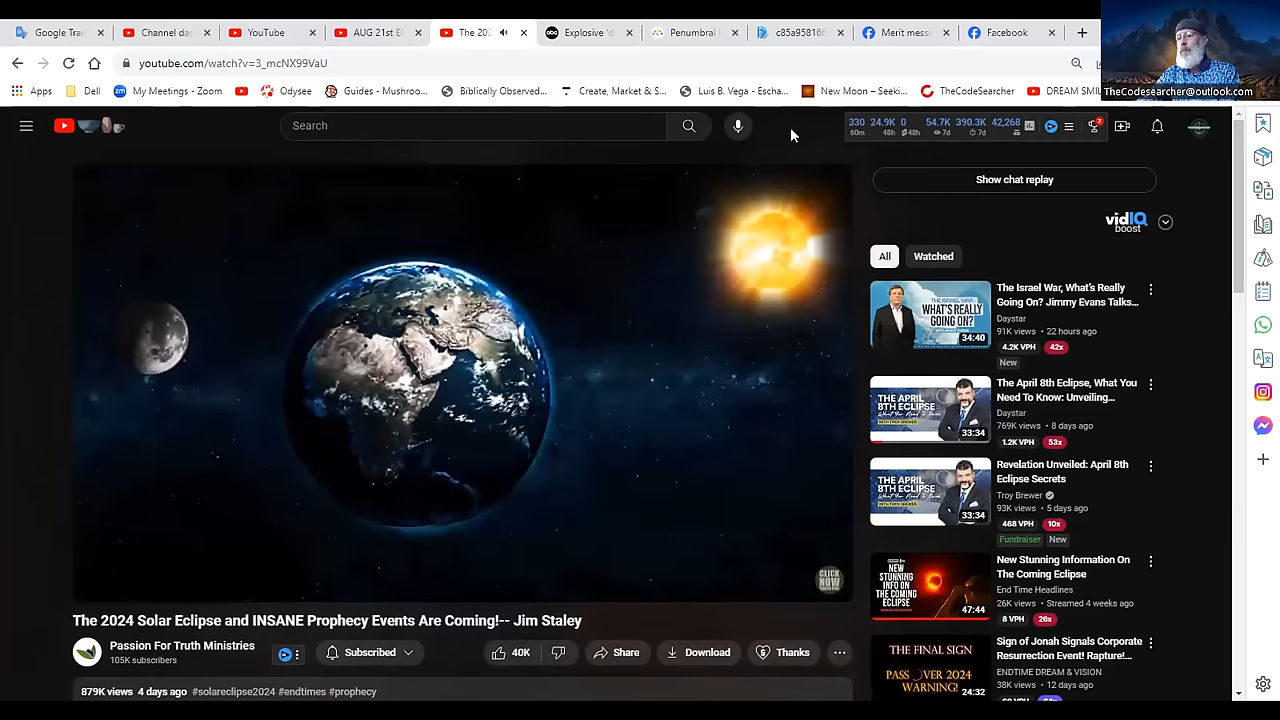 Google Tran
Channel das
YouTube
AUG 21st E
The 202
abc
Explosive 'd
Penumbral
c85a958166
Merit mess
Facebook
youtube.com/watch?v=3_mcNX99VaU
TheCodesearcher@outlook.com
Apps
Dell
zm
My Meetings - Zoom
Odysee
Guides - Mushroo...
Biblically Observed...
Create, Market & S...
Luis B. Vega - Escha...
New Moon – Seeki...
TheCodesearcher
DREAM SMIL
Search
330 24.9K 0 54.7K 390.3K 42,268
60m 48h 48h 7d 7d
7
Show chat replay
vidIQ
boost
All
Watched
WHAT'S REALLY
GOING ON?
34:40
The Israel War, What's Really
Going On? Jimmy Evans Talks...
Daystar
91K views • 22 hours ago
4.2K VPH 42x
New
THE APRIL
8TH ECLIPSE
33:34
The April 8th Eclipse, What You
Need To Know: Unveiling...
Daystar
769K views • 8 days ago
1.2K VPH 53x
THE APRIL
8TH ECLIPSE
33:34
Revelation Unveiled: April 8th
Eclipse Secrets
Troy Brewer
93K views • 5 days ago
468 VPH 10x
Fundraiser New
NEW
STUNNING
INFO ON
THE COMING
ECLIPSE
47:44
New Stunning Information On
The Coming Eclipse
End Time Headlines
26K views • Streamed 4 weeks ago
8 VPH 26x
THE FINAL SIGN
PASSOVER 2024
WARNING!
24:32
Sign of Jonah Signals Corporate
Resurrection Event! Rapture!...
ENDTIME DREAM & VISION
38K views • 12 days ago
CLICK
NOW
The 2024 Solar Eclipse and INSANE Prophecy Events Are Coming!-- Jim Staley
Passion For Truth Ministries
105K subscribers
Subscribed
40K
Share
Download
Thanks
879K views 4 days ago #solareclipse2024 #endtimes #prophecy